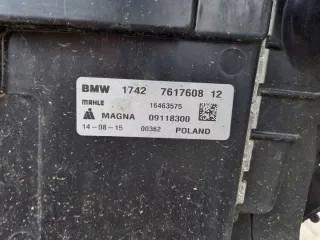 BMW 1742 7617608 12
MAHLE 16463575
MAGNA 09118300
14-08-15 00362 POLAND